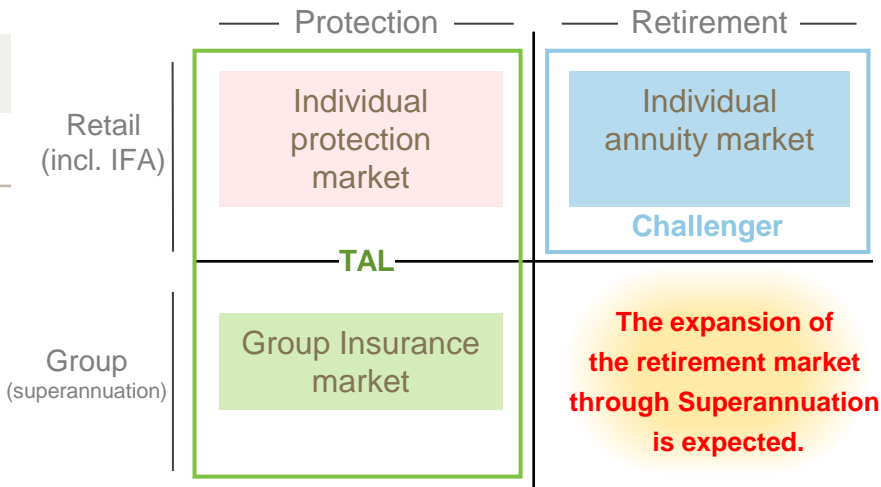 Protection
Retirement
Retail
(incl. IFA)
Individual
protection
market
Individual
annuity market
Challenger
TAL
Group
(superannuation)
Group Insurance
market
The expansion of
the retirement market
through Superannuation
is expected.